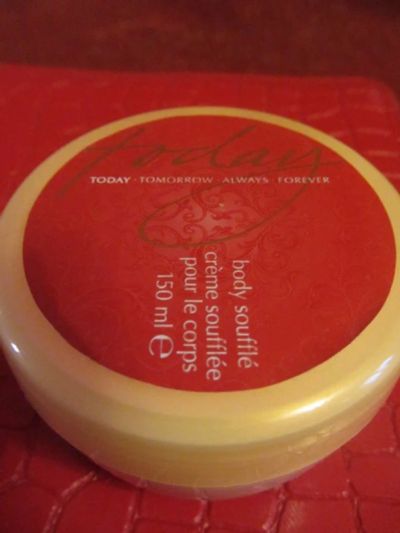 today
TODAY · TOMORROW · ALWAYS · FOREVER
body soufflé
crème soufflée
pour le corps
150 ml e